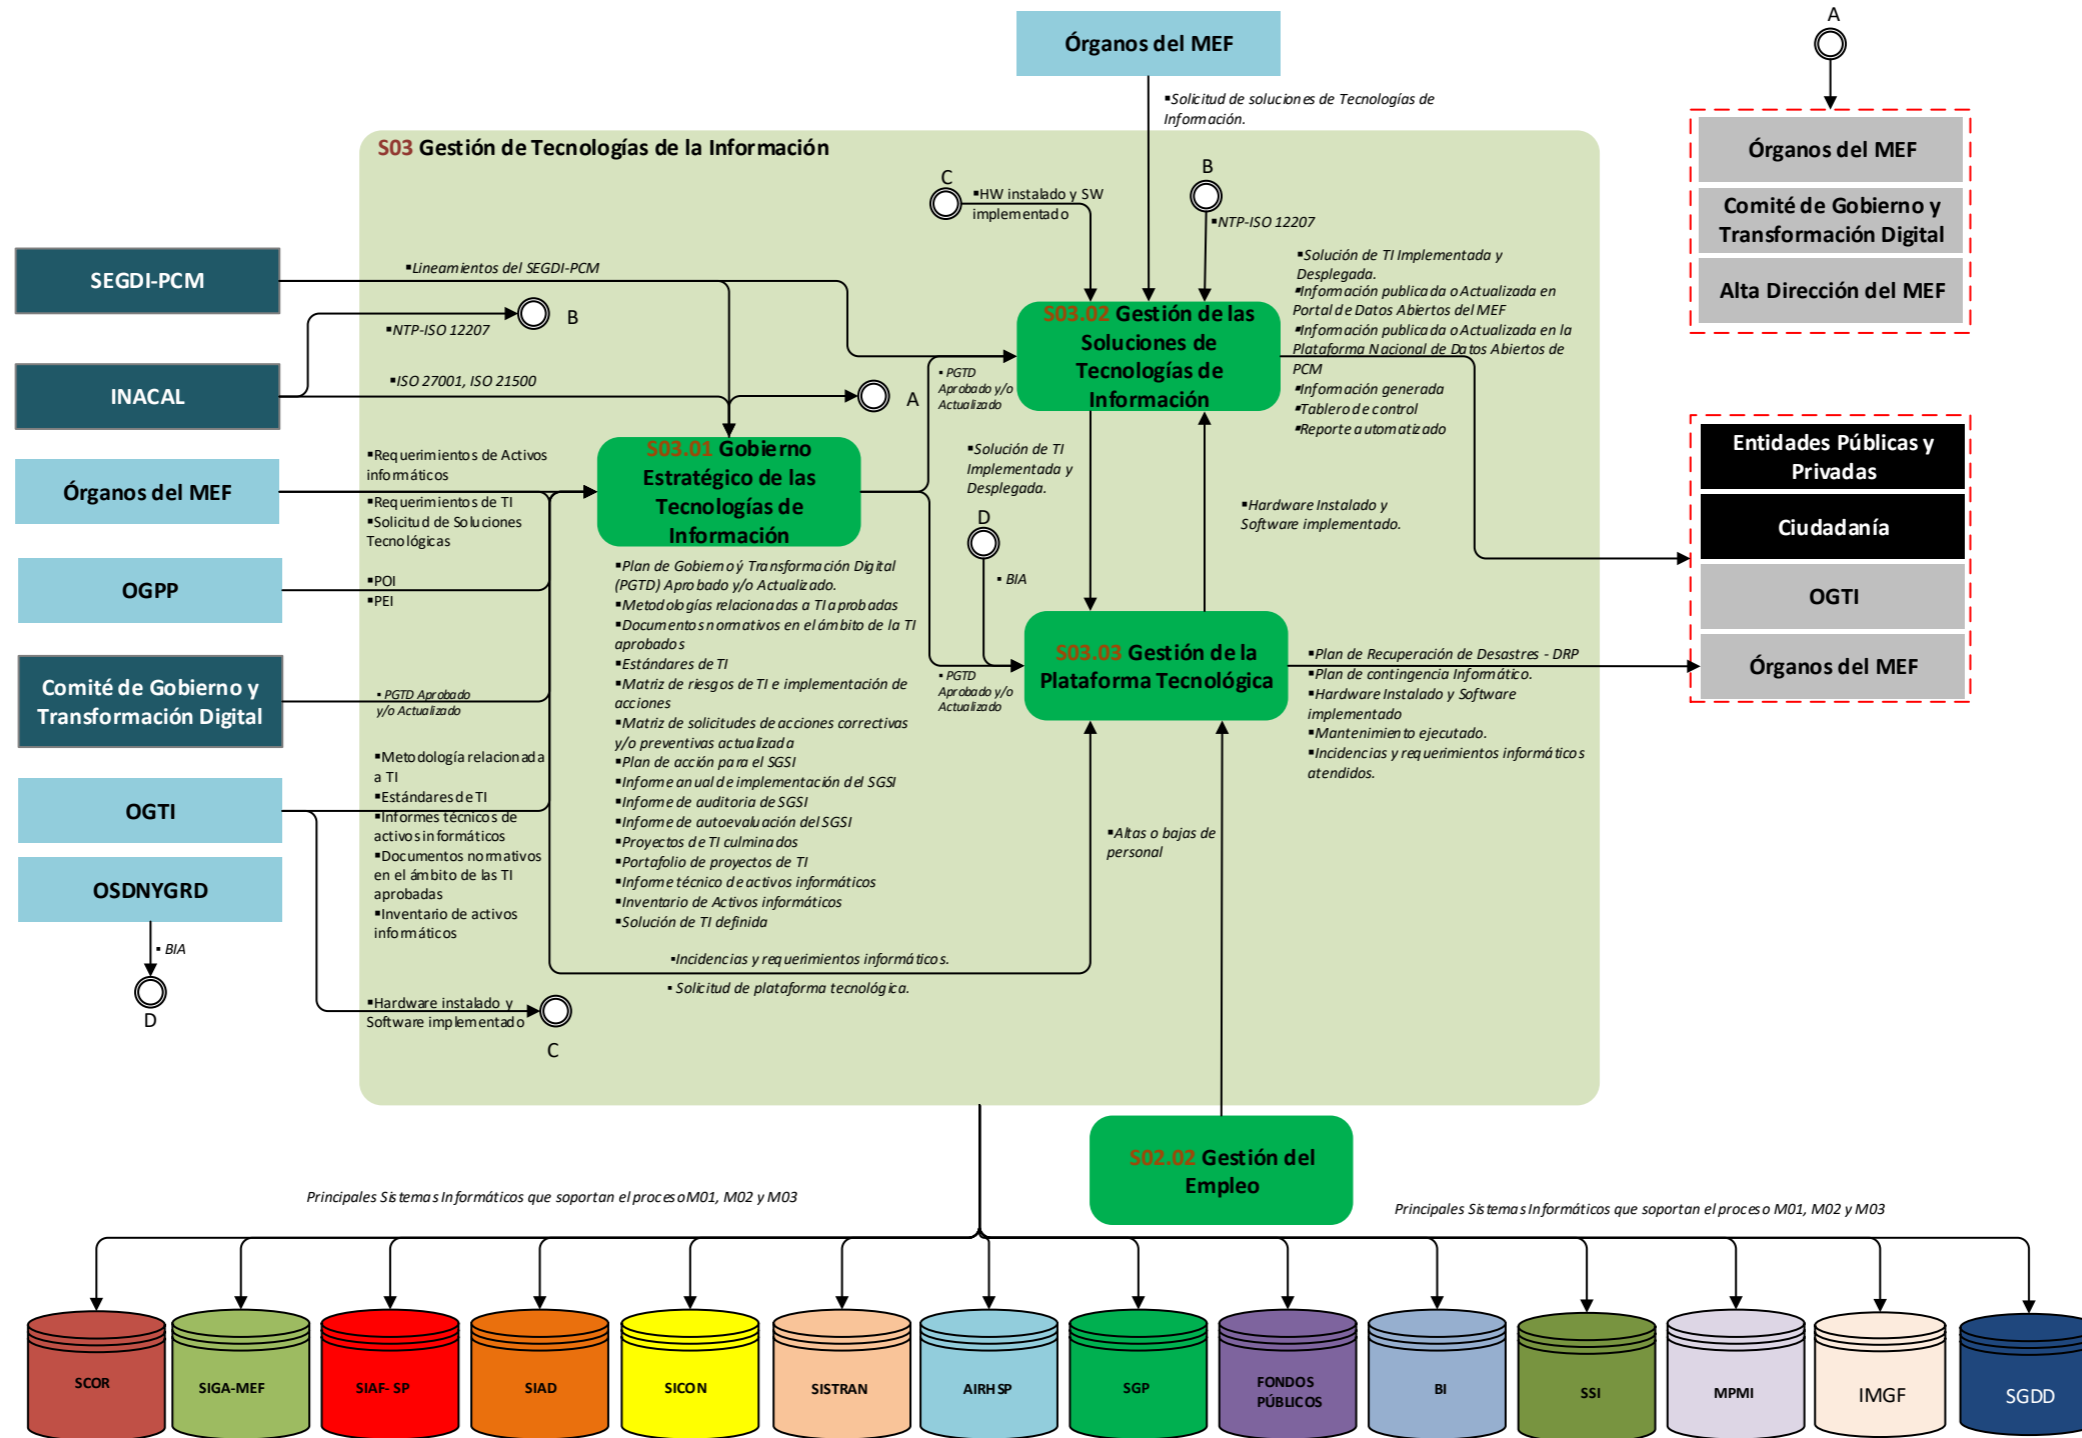 Órganos del MEF
A
▪Solicitud de soluciones de Tecnologías de
Información.
Órganos del MEF
Comité de Gobierno y
Transformación Digital
Alta Dirección del MEF
S03 Gestión de Tecnologías de la Información
C
▪HW instalado y SW
implementado
B
▪NTP-ISO 12207
SEGDI-PCM
▪Lineamientos del SEGDI-PCM
▪NTP-ISO 12207
B
INACAL
▪ISO 27001, ISO 21500
A
S03.02 Gestión de las
Soluciones de
Tecnologías de
Información
▪Solución de TI Implementada y
Desplegada.
▪Información publicada o Actualizada en
Portal de Datos Abiertos del MEF
▪Información publicada o Actualizada en la
Plataforma Nacional de Datos Abiertos de
PCM
▪Información generada
▪Tablero de control
▪Reporte automatizado
▪ PGTD
Aprobado y/o
Actualizado
Órganos del MEF
▪Requerimientos de Activos
informáticos
▪Requerimientos de TI
▪Solicitud de Soluciones
Tecnológicas
S03.01 Gobierno
Estratégico de las
Tecnologías de
Información
▪Solución de TI
Implementada y
Desplegada.
▪Hardware Instalado y
Software implementado.
Entidades Públicas y
Privadas
Ciudadanía
OGTI
Órganos del MEF
OGPP
▪POI
▪PEI
D
▪ BIA
▪Plan de Gobierno ý Transformación Digital
(PGTD) Aprobado y/o Actualizado.
▪Metodologías relacionadas a TI aprobadas
▪Documentos normativos en el ámbito de la TI
aprobados
▪Estándares de TI
▪Matriz de riesgos de TI e implementación de
acciones
▪Matriz de solicitudes de acciones correctivas
y/o preventivas actualizada
▪Plan de acción para el SGSI
▪Informe anual de implementación del SGSI
▪Informe de auditoria de SGSI
▪Informe de autoevaluación del SGSI
▪Proyectos de TI culminados
▪Portafolio de proyectos de TI
▪Informe técnico de activos informáticos
▪Inventario de Activos informáticos
▪Solución de TI definida
S03.03 Gestión de la
Plataforma Tecnológica
▪ PGTD
Aprobado y/o
Actualizado
▪Plan de Recuperación de Desastres - DRP
▪Plan de contingencia Informático.
▪Hardware Instalado y Software
implementado
▪Mantenimiento ejecutado.
▪Incidencias y requerimientos informáticos
atendidos.
Comité de Gobierno y
Transformación Digital
▪ PGTD Aprobado
y/o Actualizado
OGTI
▪Metodología relacionada
a TI
▪Estándares de TI
▪Informes técnicos de
activos informáticos
▪Documentos normativos
en el ámbito de las TI
aprobadas
▪Inventario de activos
informáticos
▪Altas o bajas de
personal
OSDNYGRD
▪ BIA
D
▪Incidencias y requerimientos informáticos.
▪ Solicitud de plataforma tecnológica.
▪Hardware instalado y
Software implementado
C
S02.02 Gestión del
Empleo
Principales Sistemas Informáticos que soportan el proceso M01, M02 y M03
Principales Sistemas Informáticos que soportan el proceso M01, M02 y M03
SCOR
SIGA-MEF
SIAF- SP
SIAD
SICON
SISTRAN
AIRHSP
SGP
FONDOS
PÚBLICOS
BI
SSI
MPMI
IMGF
SGDD